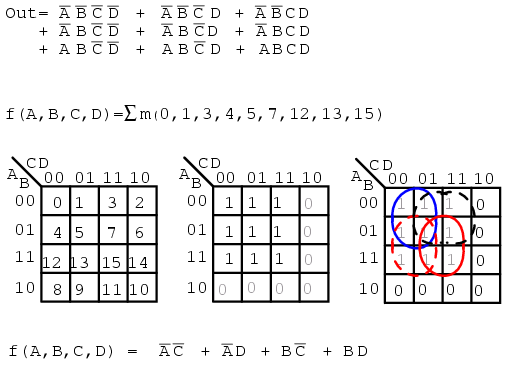 Out= A̅ B̅ C̅ D̅ + A̅ B̅ C̅ D + A̅ B̅ C D
+ A̅ B C̅ D̅ + A̅ B C̅ D + A̅ B C D
+ A B C̅ D̅ + A B C̅ D + A B C D
f(A,B,C,D)=∑m(0,1,3,4,5,7,12,13,15)
CD CD CD
A B 00 01 11 10 A B 00 01 11 10 A B 00 01 11 10
00 0 1 3 2 00 1 1 1 0 00 1 1 1 0
01 4 5 7 6 01 1 1 1 0 01 1 1 1 0
11 12 13 15 14 11 1 1 1 0 11 1 1 1 0
10 8 9 11 10 10 0 0 0 0 10 0 0 0 0
f(A,B,C,D) = A̅C̅ + A̅D + BC̅ + BD